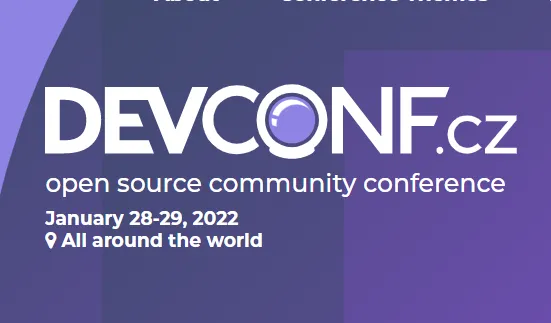 DEVCONF.cz
open source community conference
January 28-29, 2022
All around the world